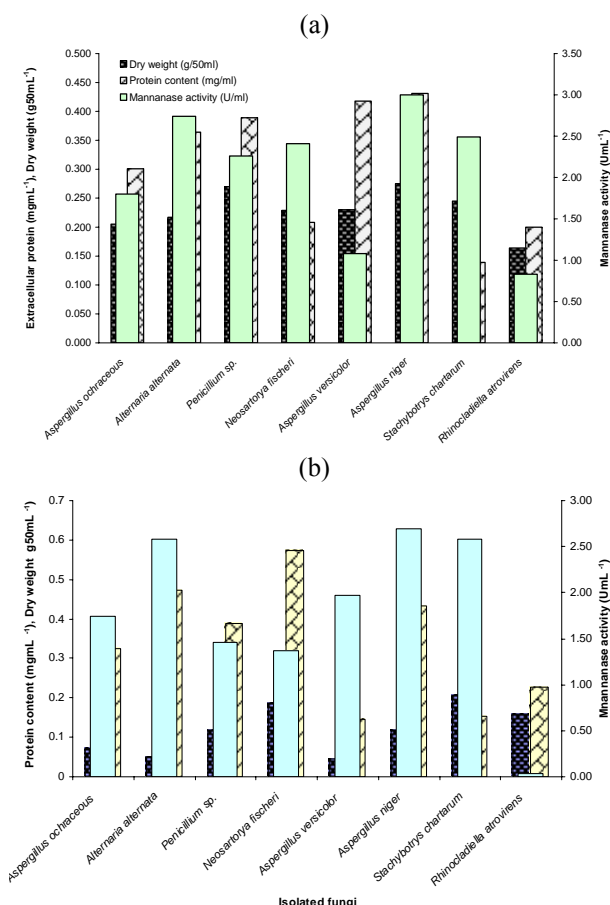 (a)
Dry weight (g/50ml)
Protein content (mg/ml)
Mannanase activity (U/ml)
Extracellular protein (mgmL⁻¹), Dry weight (g50mL⁻¹)
0.500
0.450
0.400
0.350
0.300
0.250
0.200
0.150
0.100
0.050
0.000
3.50
3.00
2.50
2.00
1.50
1.00
0.50
0.00
Mannanase activity (UmL⁻¹)
Aspergillus ochraceous
Alternaria alternata
Penicillium sp.
Neosartorya fischeri
Aspergillus versicolor
Aspergillus niger
Stachybotrys chartarum
Rhinocladiella atrovirens
(b)
Protein content (mgmL⁻¹), Dry weight g50mL⁻¹)
0.7
0.6
0.5
0.4
0.3
0.2
0.1
0
3.00
2.50
2.00
1.50
1.00
0.50
0.00
Mnannanase activity (UmL⁻¹)
Aspergillus ochraceous
Alternaria alternata
Penicillium sp.
Neosartorya fischeri
Aspergillus versicolor
Aspergillus niger
Stachybotrys chartarum
Rhinocladiella atrovirens
Isolated fungi